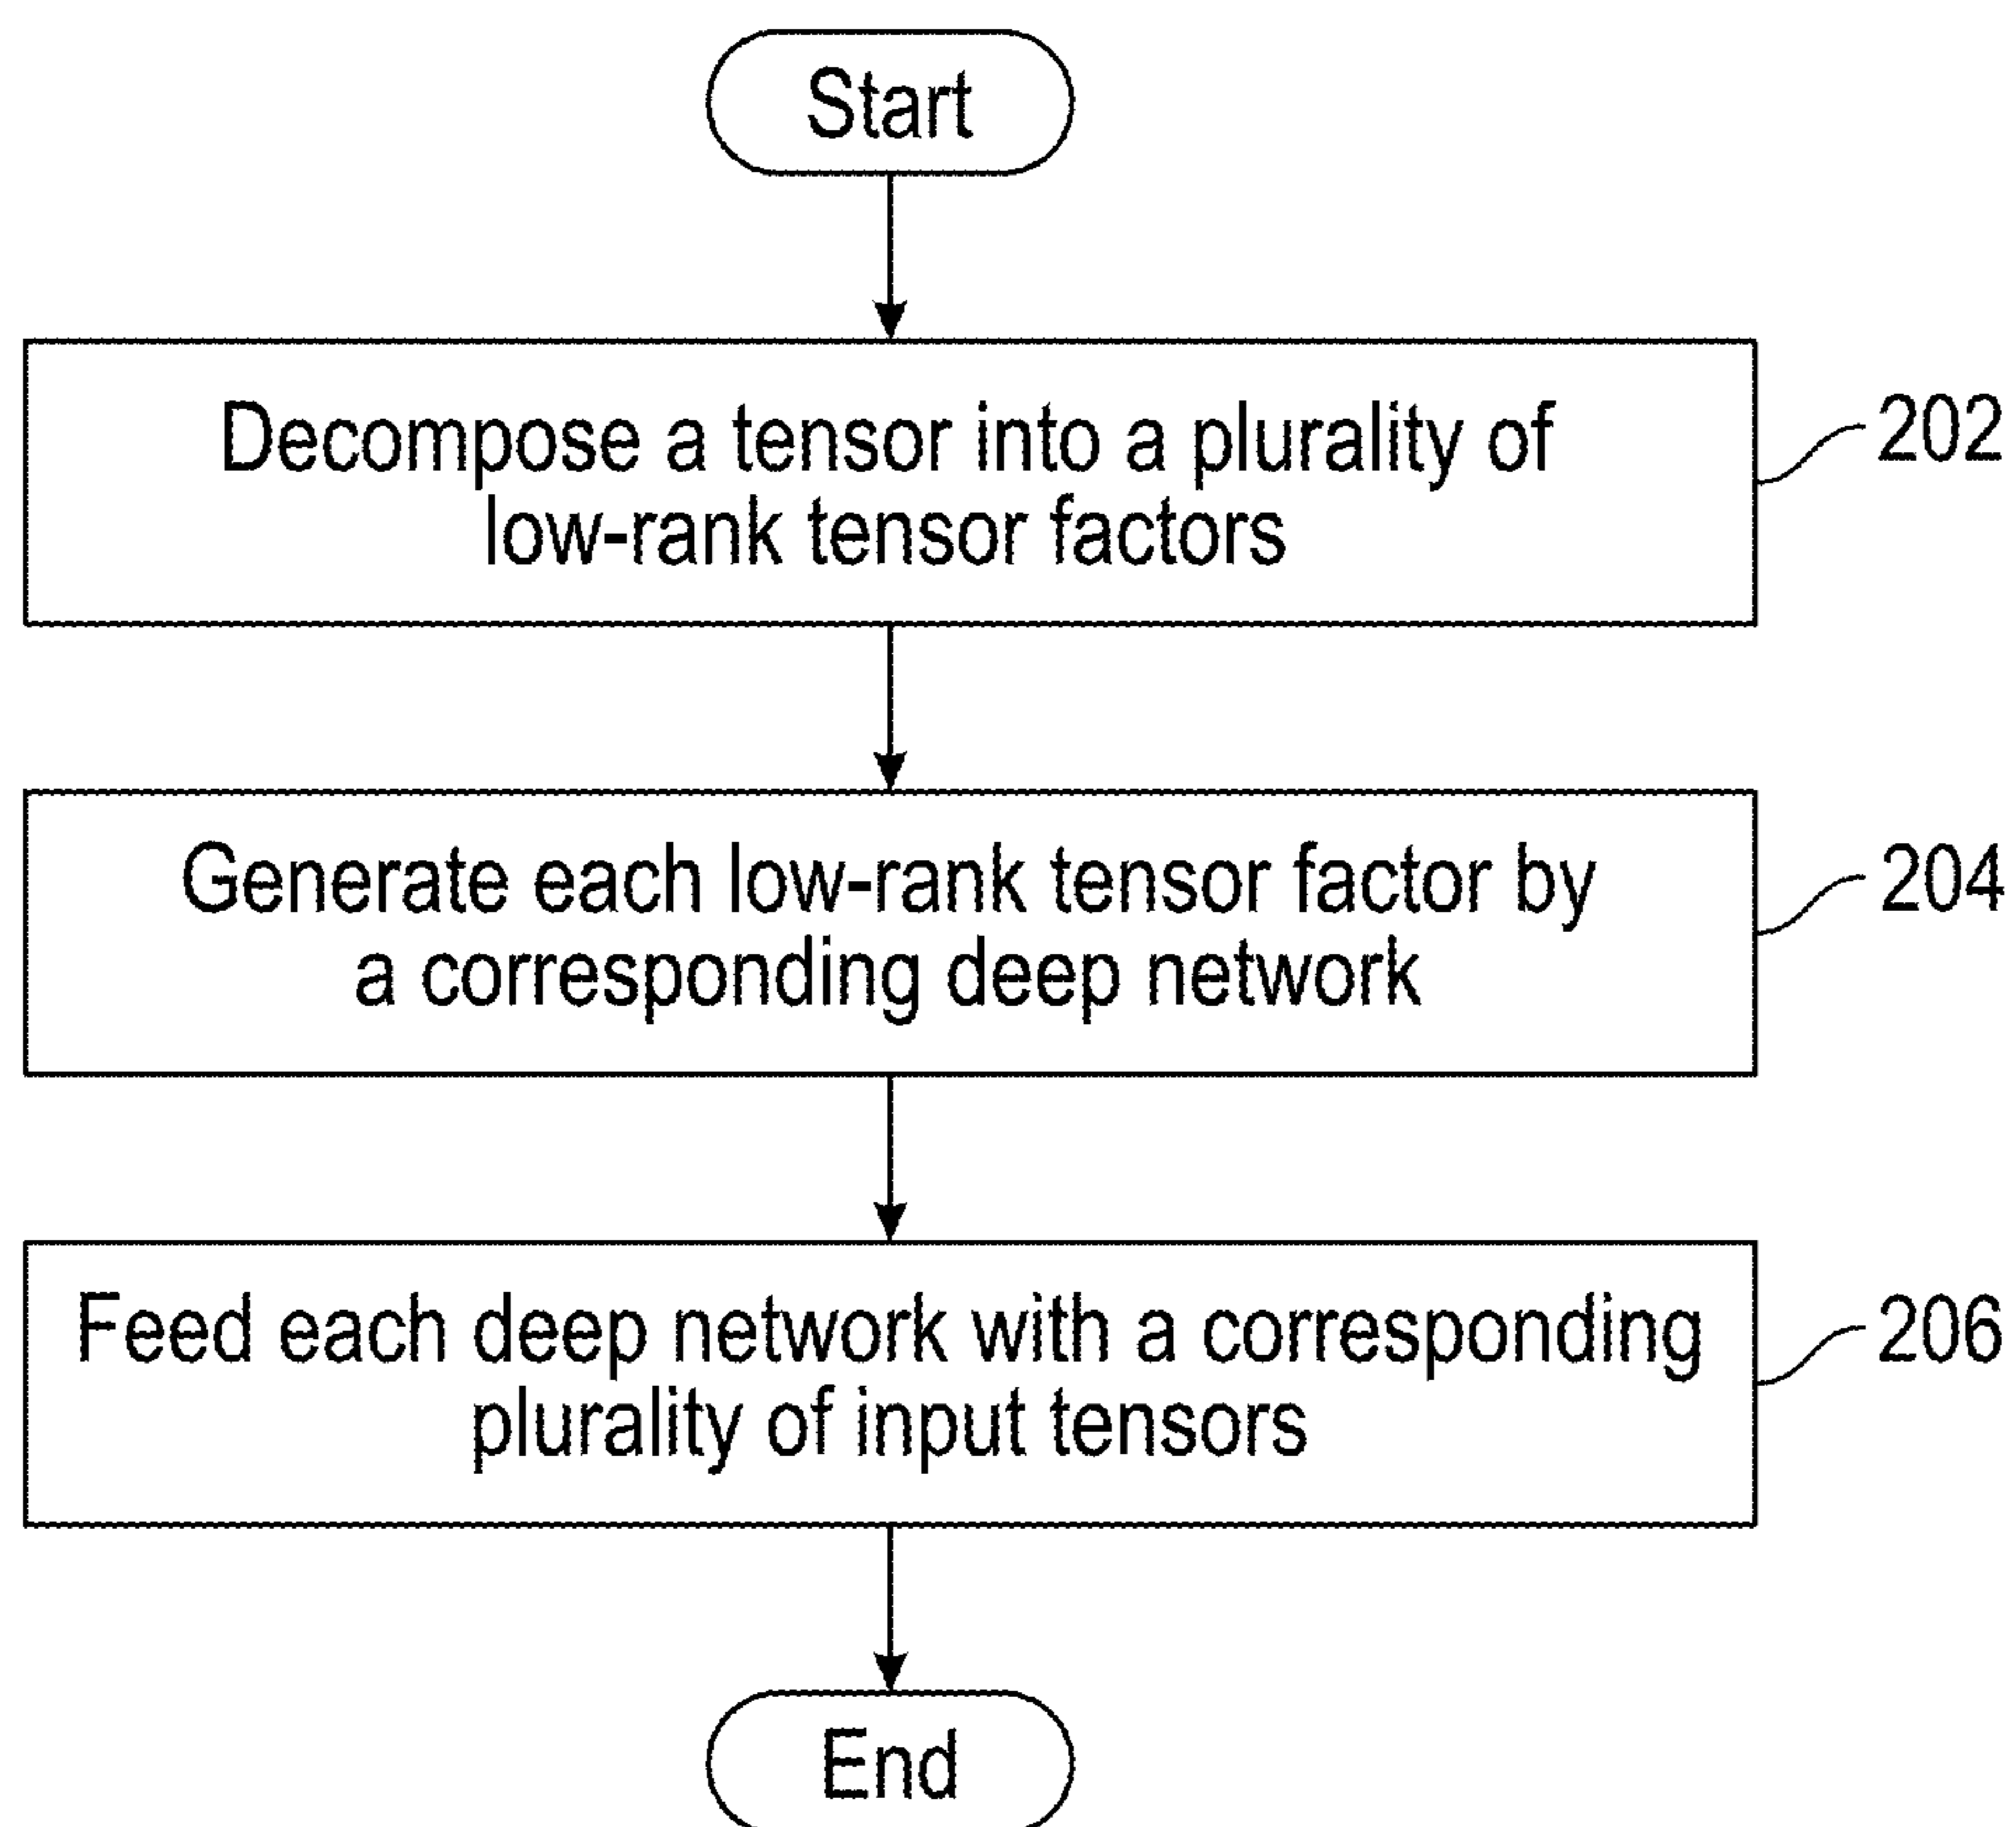 Start
Decompose a tensor into a plurality of
low-rank tensor factors
202
Generate each low-rank tensor factor by
a corresponding deep network
204
Feed each deep network with a corresponding
plurality of input tensors
206
End